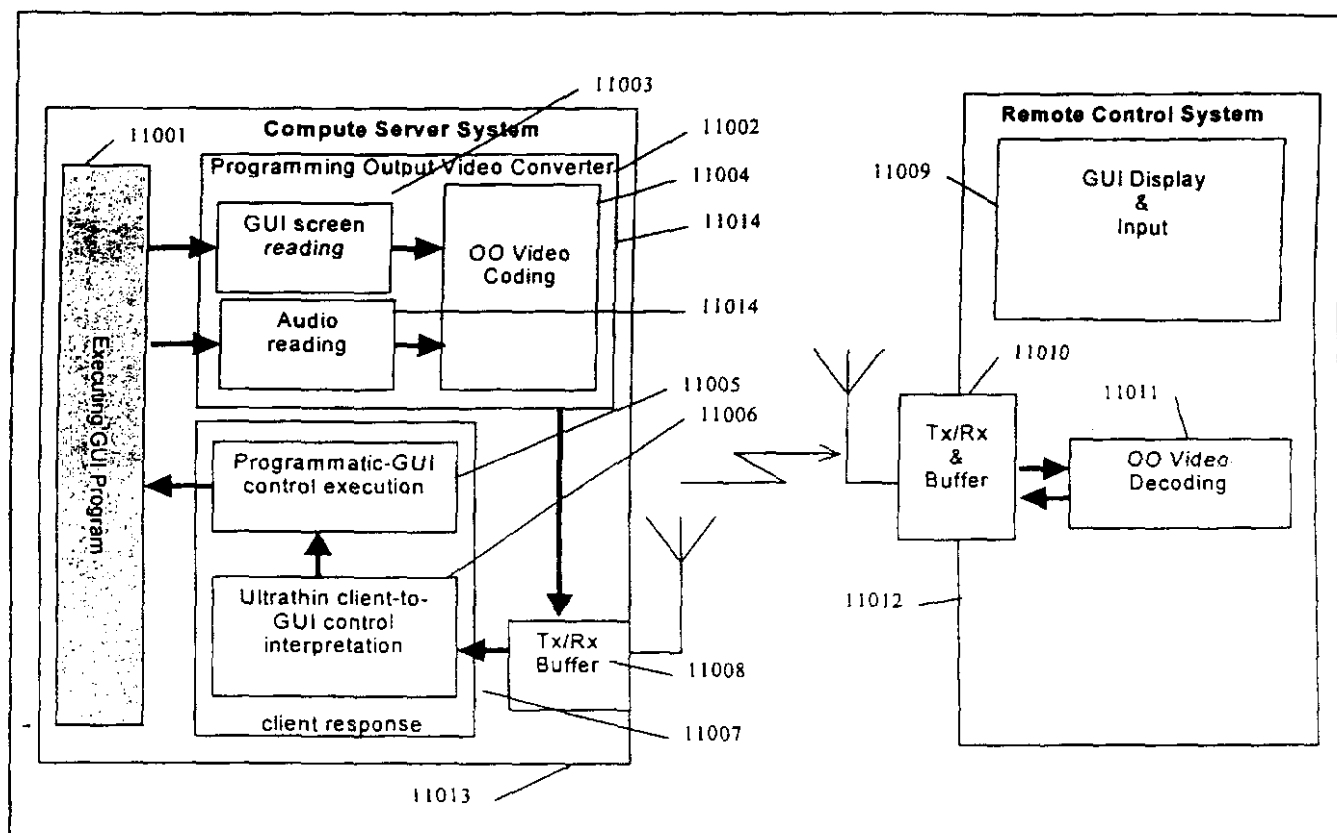 11003
Compute Server System
11001
11002
Programming Output Video Converter
11004
11014
GUI screen
reading
OO Video
Coding
Audio
reading
11014
Executing GUI Program
11005
11006
Programmatic-GUI
control execution
Ultrathin client-to-
GUI control
interpretation
client response
Tx/Rx
Buffer
11008
11007
11013
Remote Control System
11009
GUI Display
&
Input
11010
Tx/Rx
&
Buffer
11011
OO Video
Decoding
11012